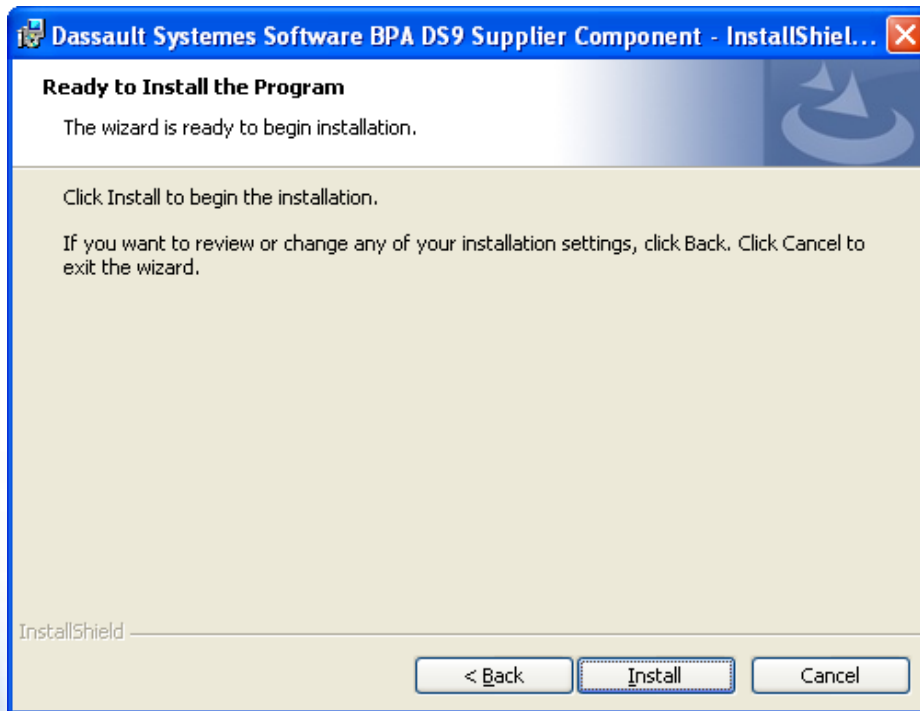 Dassault Systemes Software BPA DS9 Supplier Component - InstallShiel...
Ready to Install the Program
The wizard is ready to begin installation.
Click Install to begin the installation.
If you want to review or change any of your installation settings, click Back. Click Cancel to
exit the wizard.
InstallShield
< Back
Install
Cancel